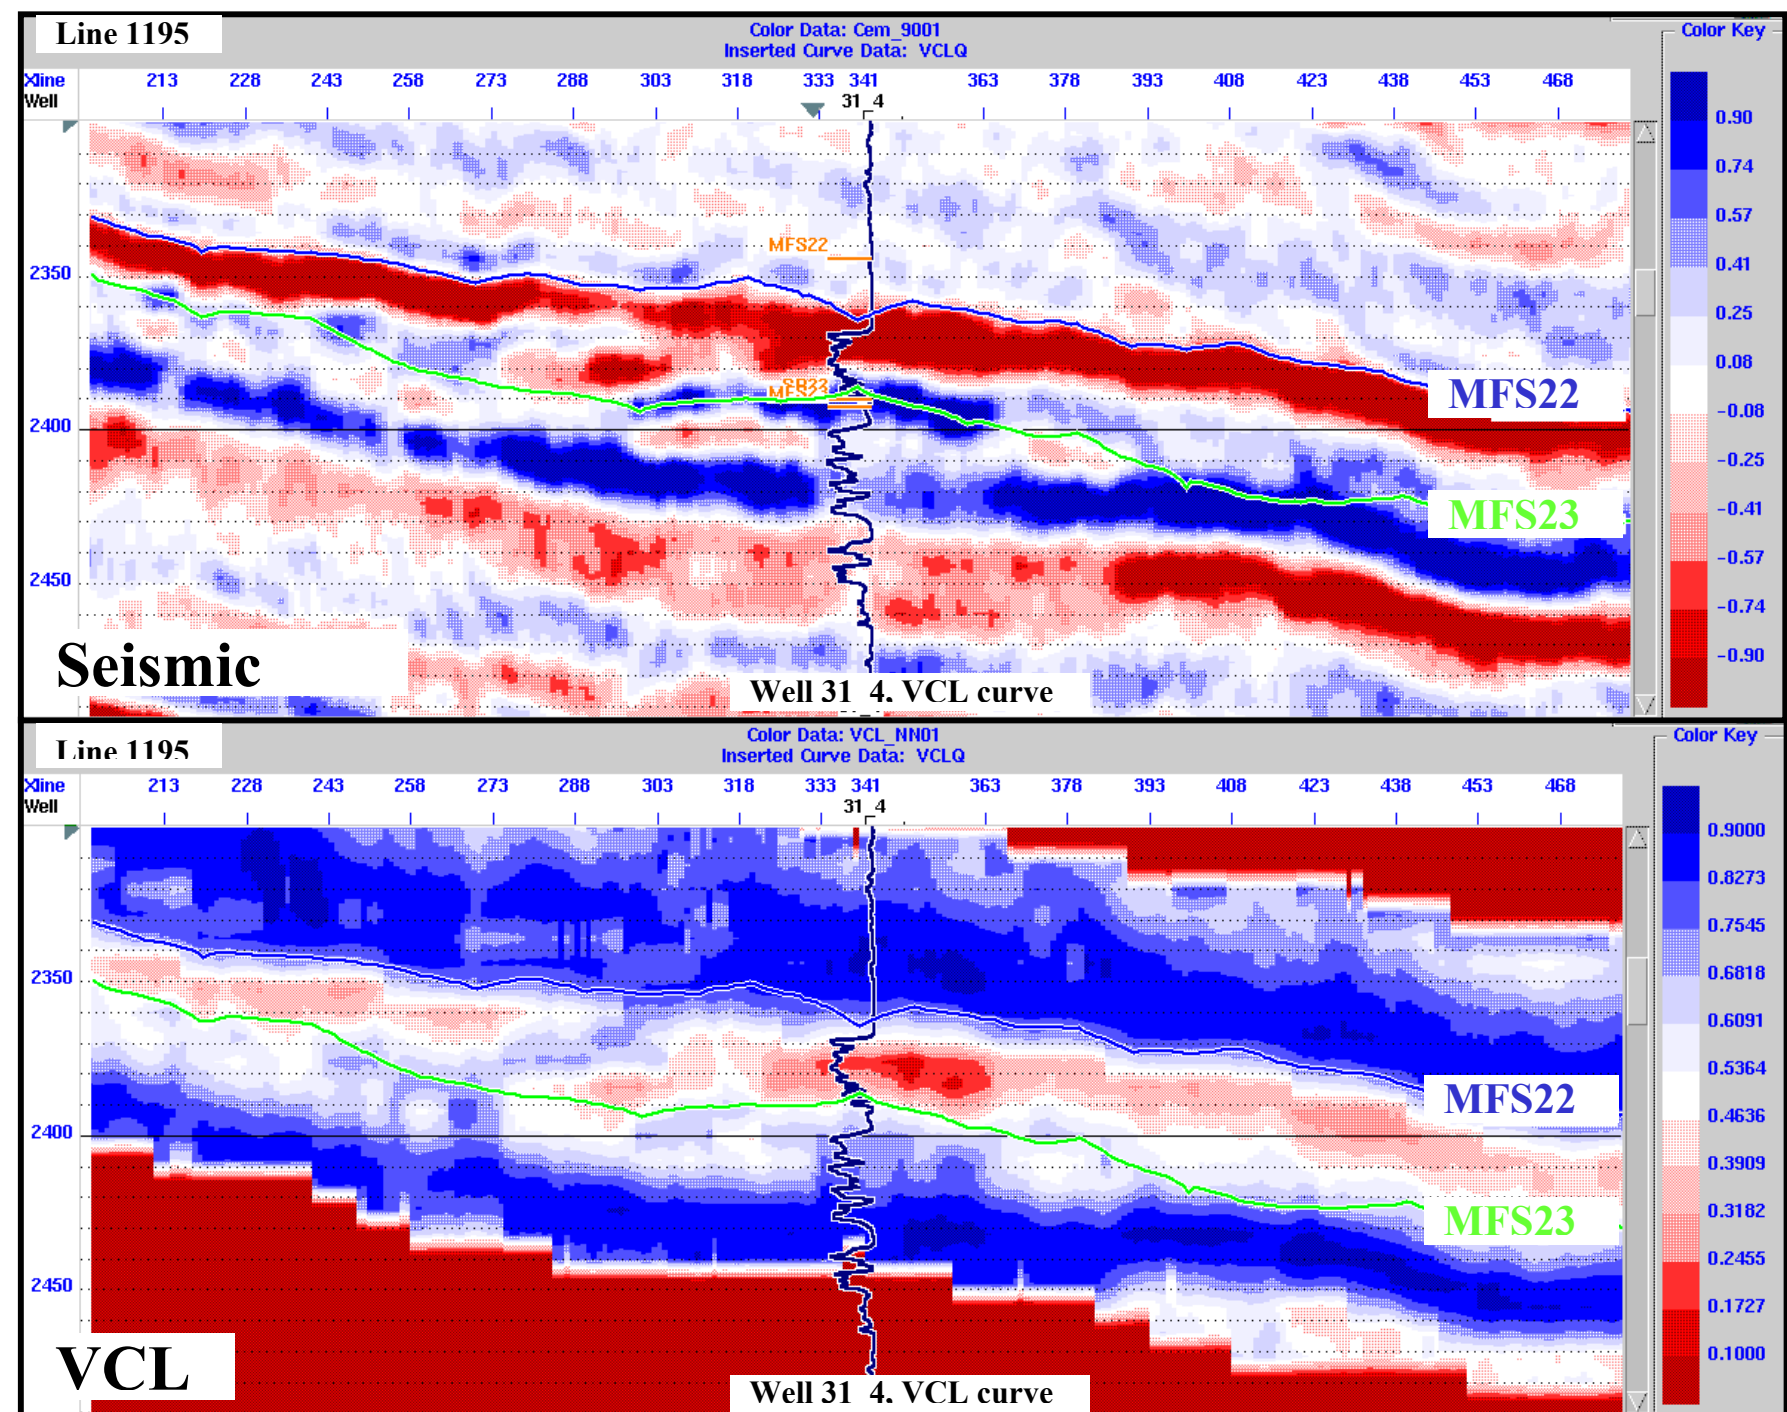 Line 1195
Color Data: Cem_9001
Inserted Curve Data: VCLQ
Color Key
Xline 213 228 243 258 273 288 303 318 333 341 363 378 393 408 423 438 453 468
Well 31_4
0.90
0.74
0.57
0.41
0.25
0.08
-0.08
-0.25
-0.41
-0.57
-0.74
-0.90
MFS22
2350
MFS22
2400
MFS23
2450
Seismic
Well 31_4, VCL curve
Line 1195
Color Data: VCL_NN01
Inserted Curve Data: VCLQ
Color Key
Xline 213 228 243 258 273 288 303 318 333 341 363 378 393 408 423 438 453 468
Well 31_4
0.9000
0.8273
0.7545
0.6818
0.6091
0.5364
0.4636
0.3909
0.3182
0.2455
0.1727
0.1000
2350
MFS22
2400
MFS23
2450
VCL
Well 31_4, VCL curve